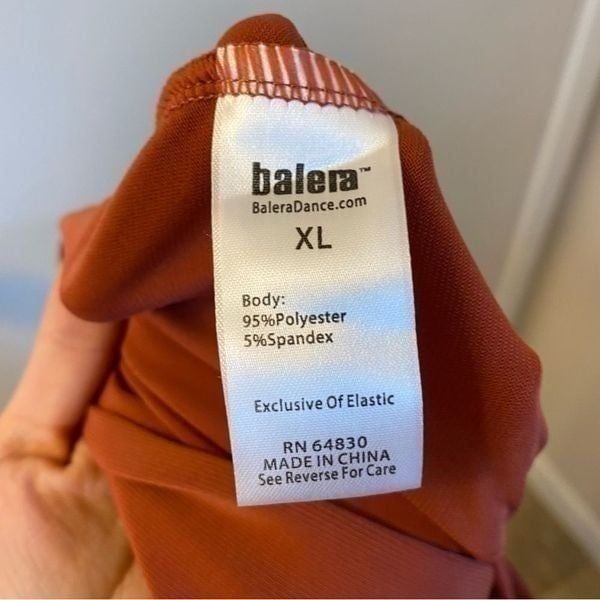 balera™
BaleraDance.com
XL
Body:
95%Polyester
5%Spandex
Exclusive Of Elastic
RN 64830
MADE IN CHINA
See Reverse For Care